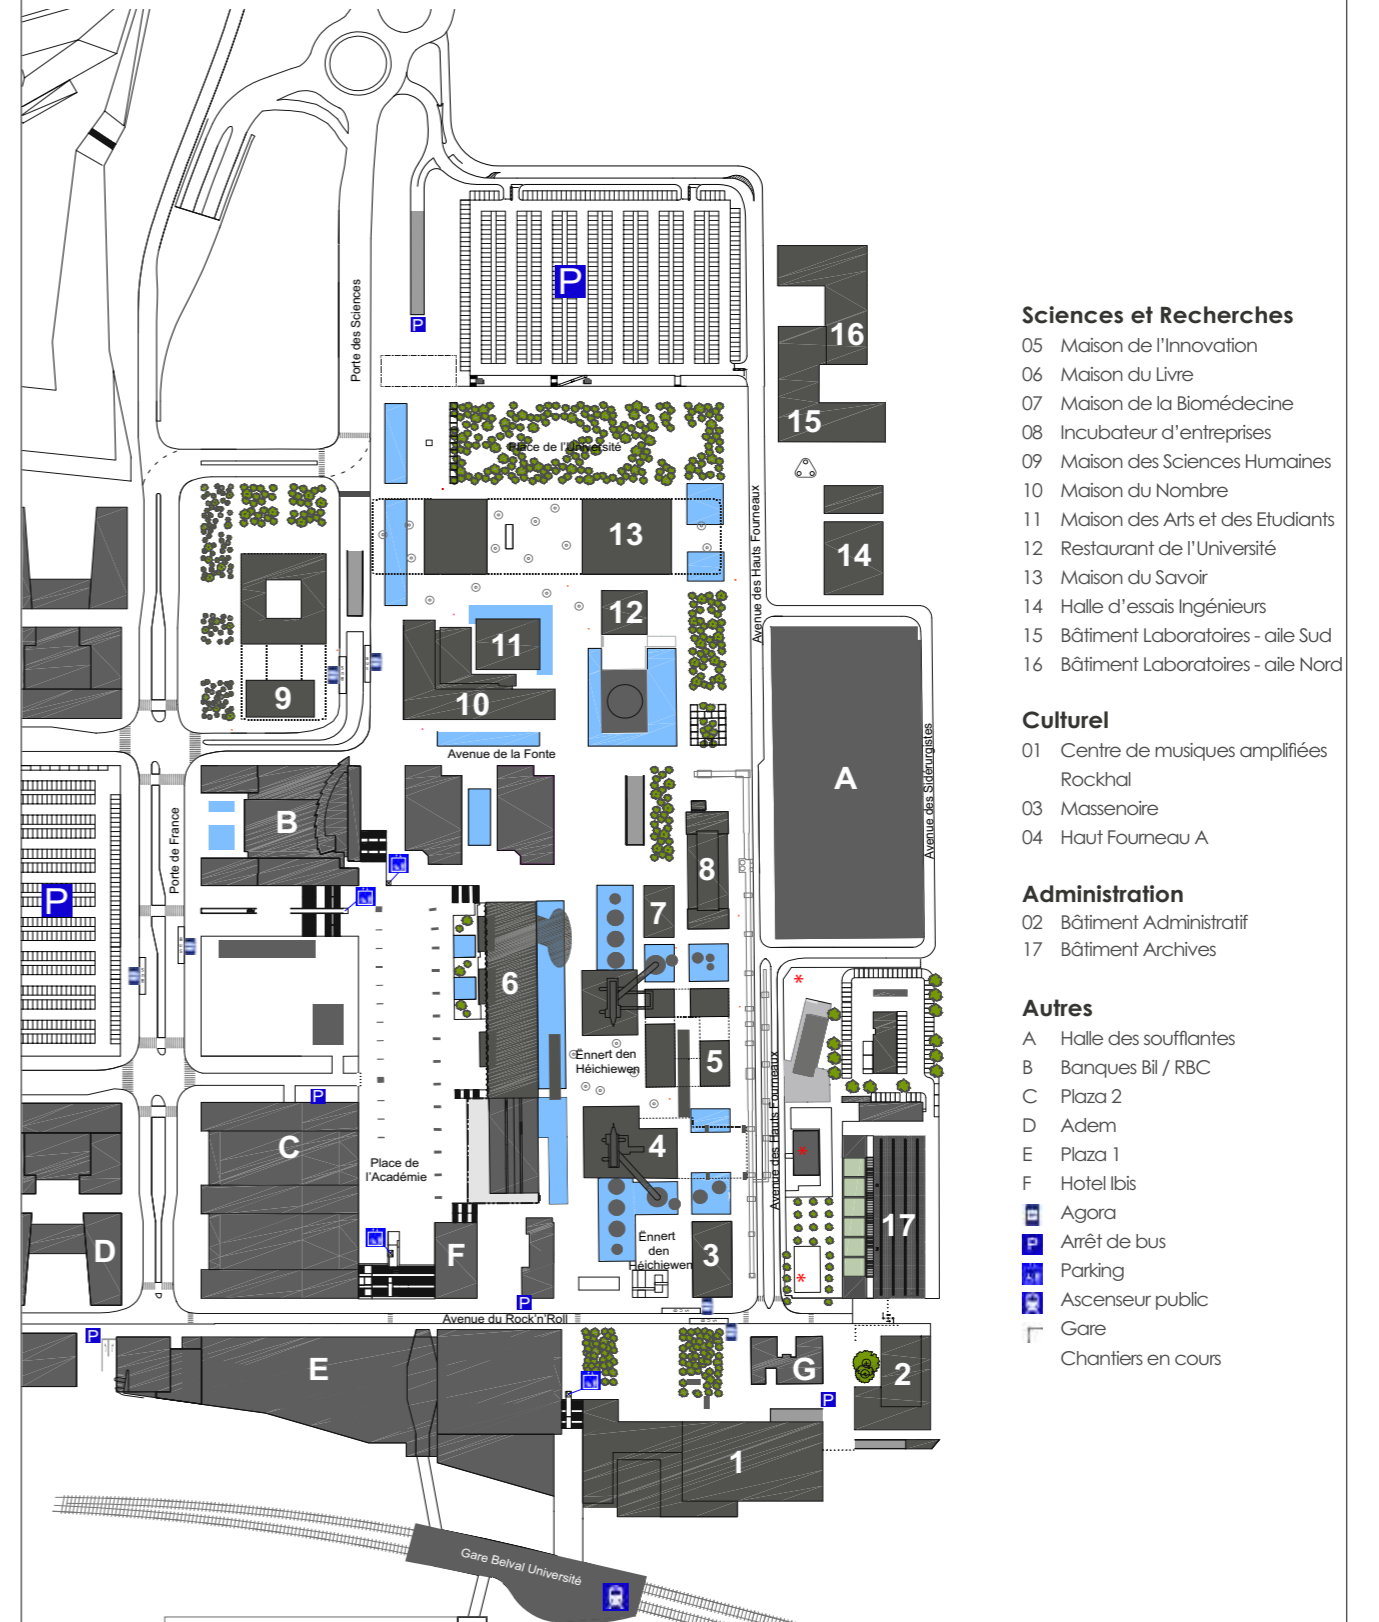 P
Porte des Sciences
P
16
15
Place de l'Université
13
14
Avenue des Hauts Fourneaux
12
11
9
10
Avenue de la Fonte
A
Avenue des Sidérurgistes
B
Porte de France
8
P
7
6
Ënnert den
Héichiewen
5
P
C
Place de
l'Académie
4
Avenue des Hauts Fourneaux
D
F
Ënnert
den
Héichiewen
3
17
P
Avenue du Rock'n'Roll
P
E
G
2
P
1
Gare Belval Université
Sciences et Recherches
05 Maison de l'Innovation
06 Maison du Livre
07 Maison de la Biomédecine
08 Incubateur d'entreprises
09 Maison des Sciences Humaines
10 Maison du Nombre
11 Maison des Arts et des Etudiants
12 Restaurant de l'Université
13 Maison du Savoir
14 Halle d'essais Ingénieurs
15 Bâtiment Laboratoires - aile Sud
16 Bâtiment Laboratoires - aile Nord
Culturel
01 Centre de musiques amplifiées
Rockhal
03 Massenoire
04 Haut Fourneau A
Administration
02 Bâtiment Administratif
17 Bâtiment Archives
Autres
A Halle des soufflantes
B Banques Bil / RBC
C Plaza 2
D Adem
E Plaza 1
F Hotel Ibis
Agora
P Arrêt de bus
Parking
Ascenseur public
Gare
Chantiers en cours